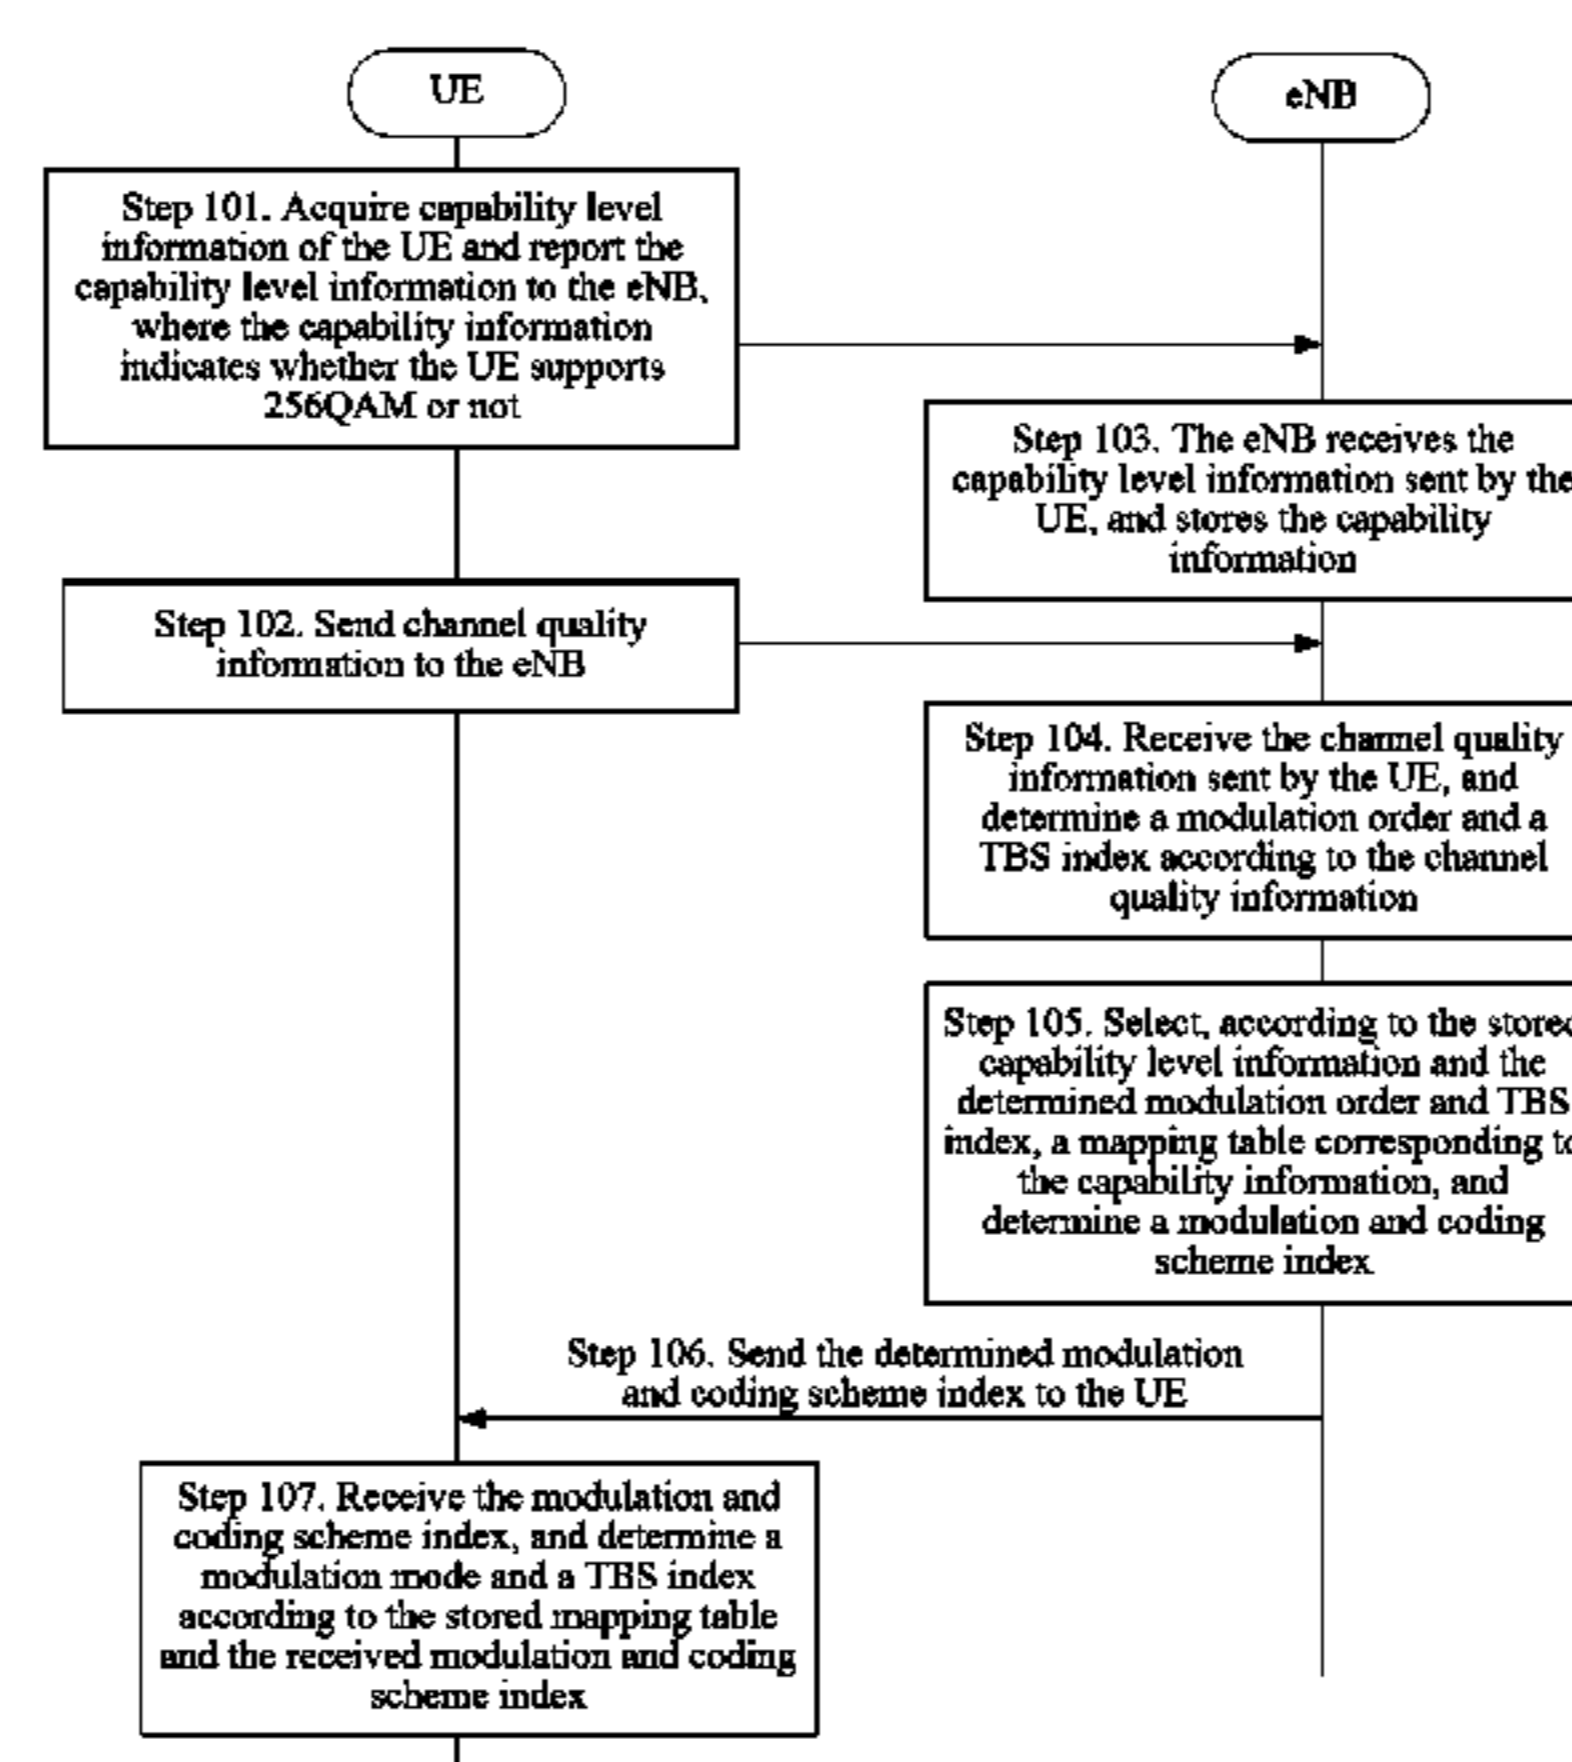 UE
eNB
Step 101. Acquire capability level
information of the UE and report the
capability level information to the eNB,
where the capability information
indicates whether the UE supports
256QAM or not
Step 103. The eNB receives the
capability level information sent by the
UE, and stores the capability
information
Step 102. Send channel quality
information to the eNB
Step 104. Receive the channel quality
information sent by the UE, and
determine a modulation order and a
TBS index according to the channel
quality information
Step 105. Select, according to the stored
capability level information and the
determined modulation order and TBS
index, a mapping table corresponding to
the capability information, and
determine a modulation and coding
scheme index
Step 106. Send the determined modulation
and coding scheme index to the UE
Step 107. Receive the modulation and
coding scheme index, and determine a
modulation mode and a TBS index
according to the stored mapping table
and the received modulation and coding
scheme index